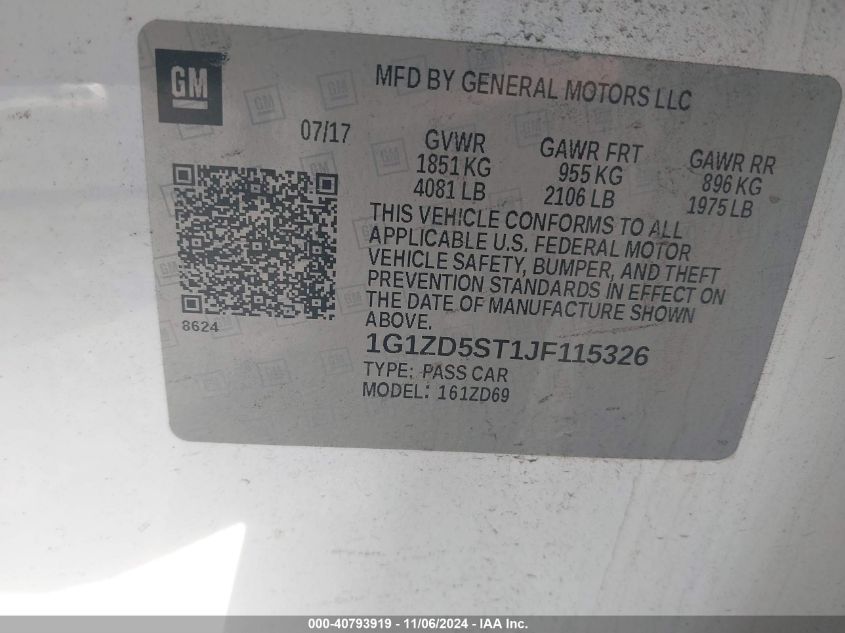 GM
MFD BY GENERAL MOTORS LLC
07/17
GVWR
1851 KG
4081 LB
GAWR FRT
955 KG
2106 LB
GAWR RR
896 KG
1975 LB
THIS VEHICLE CONFORMS TO ALL
APPLICABLE U.S. FEDERAL MOTOR
VEHICLE SAFETY, BUMPER, AND THEFT
PREVENTION STANDARDS IN EFFECT ON
THE DATE OF MANUFACTURE SHOWN
ABOVE.
8624
1G1ZD5ST1JF115326
TYPE: PASS CAR
MODEL: 161ZD69
000-40793919 - 11/06/2024 - IAA Inc.